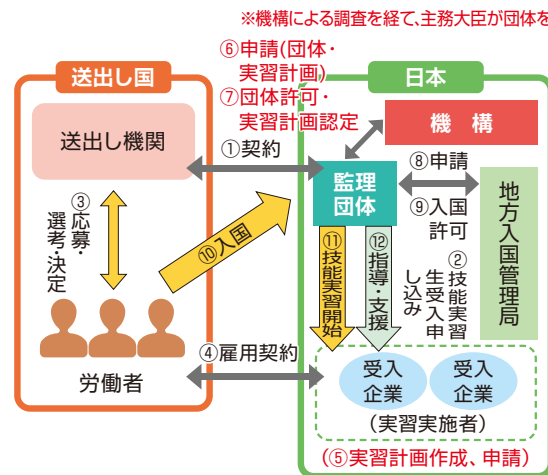 ※機構による調査を経て、主務大臣が団体を
⑥申請(団体・
実習計画)
⑦団体許可・
実習計画認定
送出し国
日本
送出し機関
機 構
①契約
監理
団体
⑧申請
⑨入国
許可
地方入国管理局
③応募・
選考・決定
⑩入国
⑪技能実習開始
⑫指導・支援
②技能実習
生受入申
し込み
労働者
④雇用契約
受入
企業
受入
企業
(実習実施者)
(⑤実習計画作成、申請)